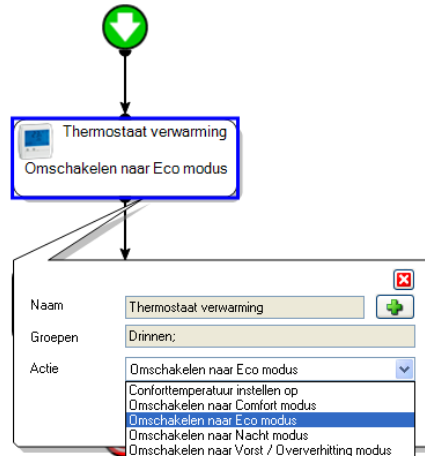 Thermostaat verwarming
Omschakelen naar Eco modus
Naam
Thermostaat verwarming
Groepen
Drinnen;
Actie
Omschakelen naar Eco modus
Conforttemperatuur instellen op
Omschakelen naar Comfort modus
Omschakelen naar Eco modus
Omschakelen naar Nacht modus
Omschakelen naar Vorst / Oververhitting modus